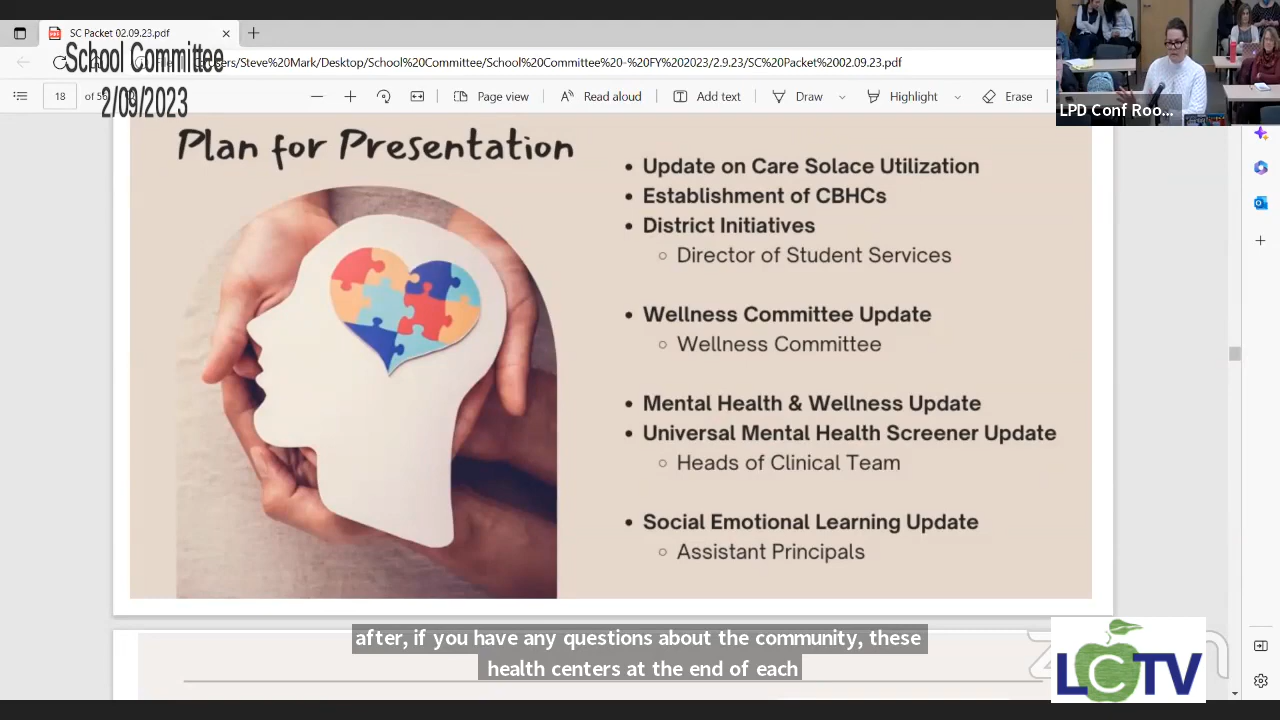 SC Packet 02.09.23.pdf
School Committee
ers/Steve%20Mark/Desktop/School%20Committee/School%20Committee%20-%20FY%202023/2.9.23/SC%20Packet%2002.09.23.pdf
2/09/2023
18
Page view
Read aloud
Add text
Draw
Highlight
Erase
LPD Conf Roo...
Plan for Presentation
• Update on Care Solace Utilization
• Establishment of CBHCs
• District Initiatives
○ Director of Student Services
• Wellness Committee Update
○ Wellness Committee
• Mental Health & Wellness Update
• Universal Mental Health Screener Update
○ Heads of Clinical Team
• Social Emotional Learning Update
○ Assistant Principals
after, if you have any questions about the community, these
health centers at the end of each
LCTV